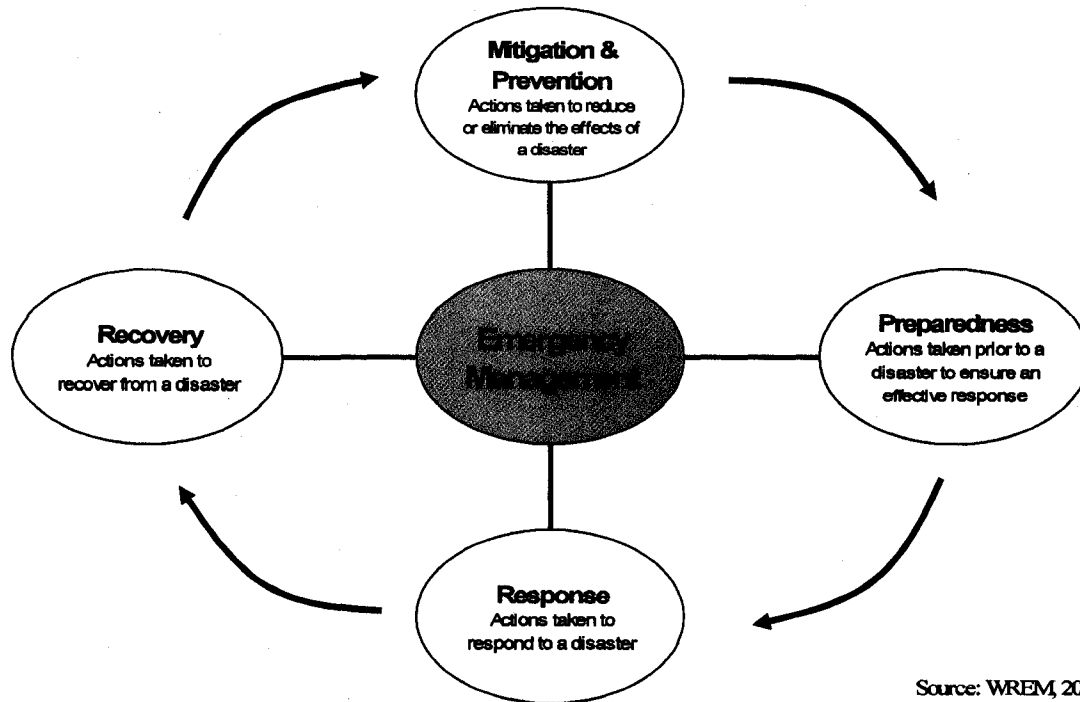 Mitigation &
Prevention
Actions taken to reduce
or eliminate the effects of
a disaster
Recovery
Actions taken to
recover from a disaster
Emergency
Management
Preparedness
Actions taken prior to a
disaster to ensure an
effective response
Response
Actions taken to
respond to a disaster
Source: WREM, 20